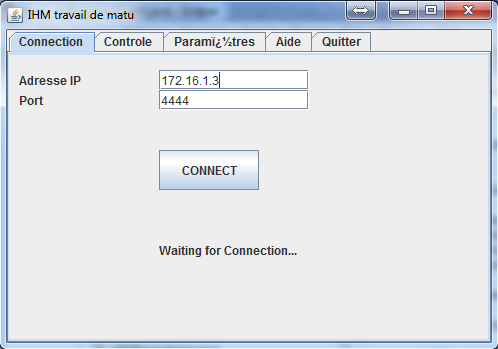 IHM travail de matu
Connection Controle Paramï¿½tres Aide Quitter
Adresse IP 172.16.1.3
Port 4444
CONNECT
Waiting for Connection...